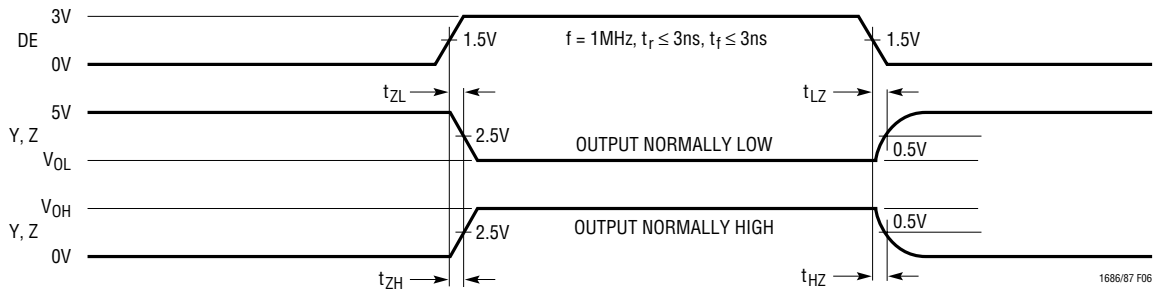 3V
DE
0V
1.5V
f = 1MHz, tr ≤ 3ns, tf ≤ 3ns
1.5V
tZL
tLZ
5V
Y, Z
VOL
2.5V
OUTPUT NORMALLY LOW
0.5V
VOH
Y, Z
0V
2.5V
OUTPUT NORMALLY HIGH
0.5V
tZH
tHZ
1686/87 F06